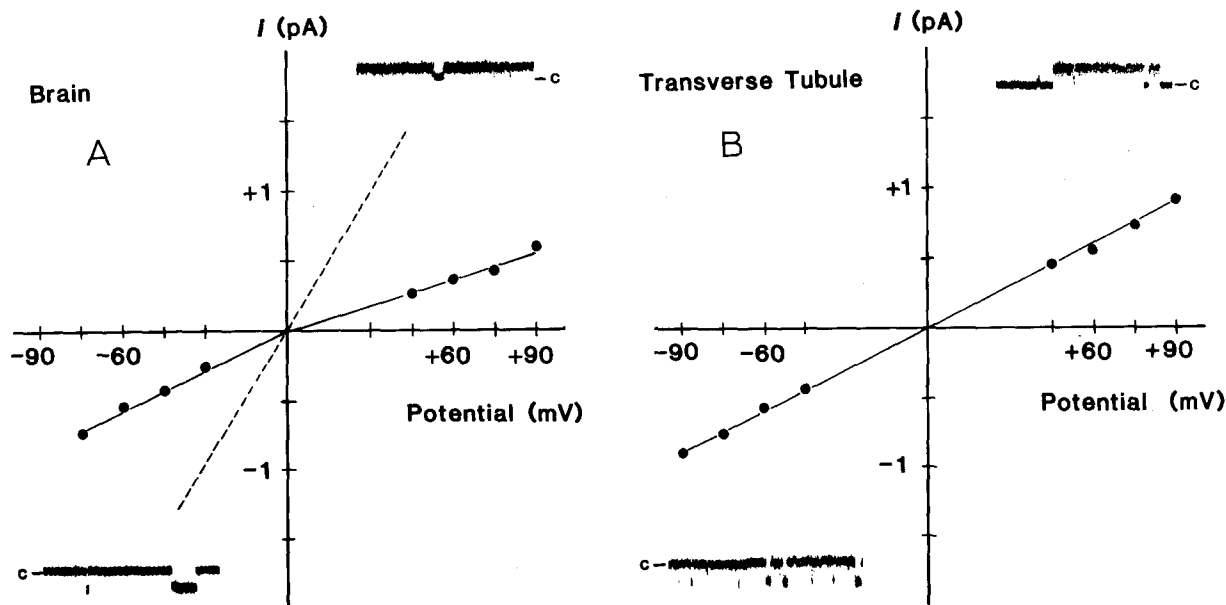 I (pA)
Brain
A
– c
+1
-90
-60
+60
+90
Potential (mV)
-1
c –
I (pA)
Transverse Tubule
B
– c
+1
-90
-60
+60
+90
Potential (mV)
-1
c –